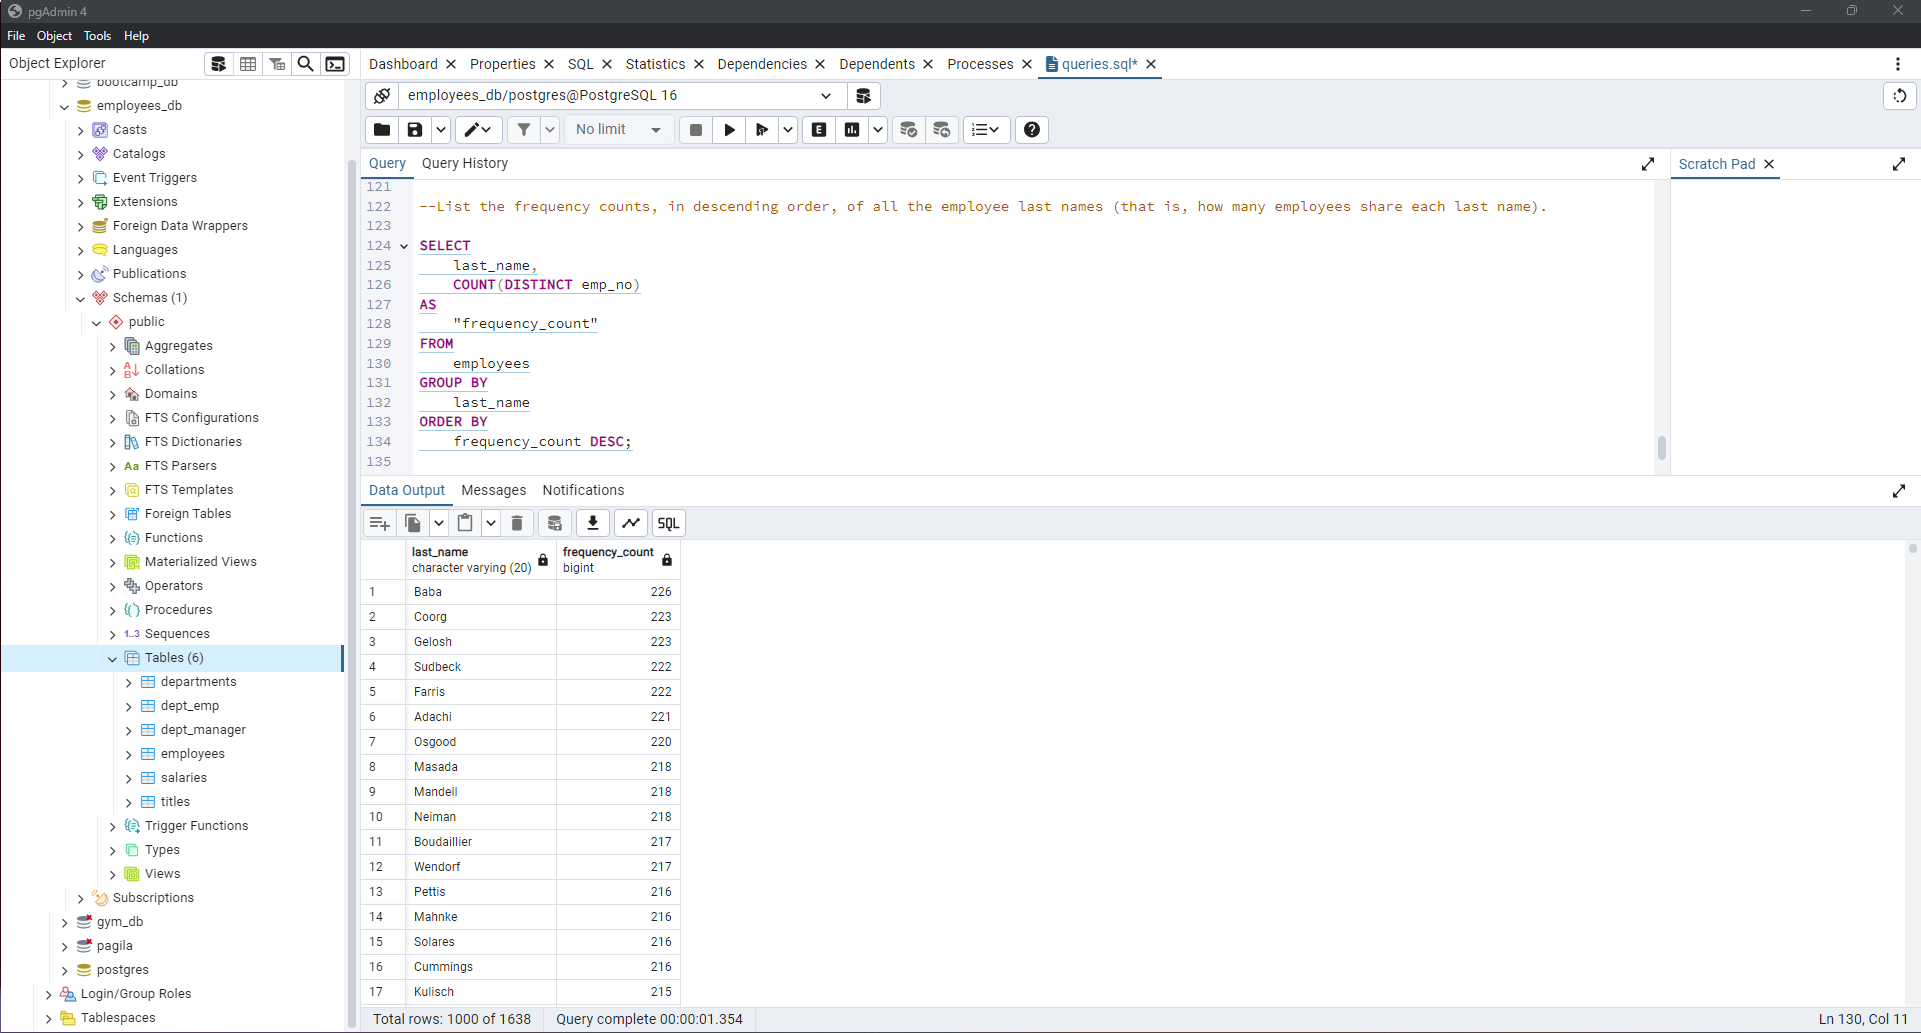 pgAdmin 4
File Object Tools Help
Object Explorer
Dashboard Properties SQL Statistics Dependencies Dependents Processes queries.sql*
bootcamp_db
employees_db
Casts
Catalogs
Event Triggers
Extensions
Foreign Data Wrappers
Languages
Publications
Schemas (1)
public
Aggregates
Collations
Domains
FTS Configurations
FTS Dictionaries
Aa FTS Parsers
FTS Templates
Foreign Tables
Functions
Materialized Views
Operators
Procedures
1..3 Sequences
Tables (6)
departments
dept_emp
dept_manager
employees
salaries
titles
Trigger Functions
Types
Views
Subscriptions
gym_db
pagila
postgres
Login/Group Roles
Tablespaces
employees_db/postgres@PostgreSQL 16
No limit
E
Query Query History
Scratch Pad
121
122 --List the frequency counts, in descending order, of all the employee last names (that is, how many employees share each last name).
123
124 SELECT
125 last_name,
126 COUNT(DISTINCT emp_no)
127 AS
128 "frequency_count"
129 FROM
130 employees
131 GROUP BY
132 last_name
133 ORDER BY
134 frequency_count DESC;
135
Data Output Messages Notifications
SQL
last_name frequency_count
character varying (20) bigint
1 Baba 226
2 Coorg 223
3 Gelosh 223
4 Sudbeck 222
5 Farris 222
6 Adachi 221
7 Osgood 220
8 Masada 218
9 Mandell 218
10 Neiman 218
11 Boudaillier 217
12 Wendorf 217
13 Pettis 216
14 Mahnke 216
15 Solares 216
16 Cummings 216
17 Kulisch 215
Total rows: 1000 of 1638 Query complete 00:00:01.354 Ln 130, Col 11